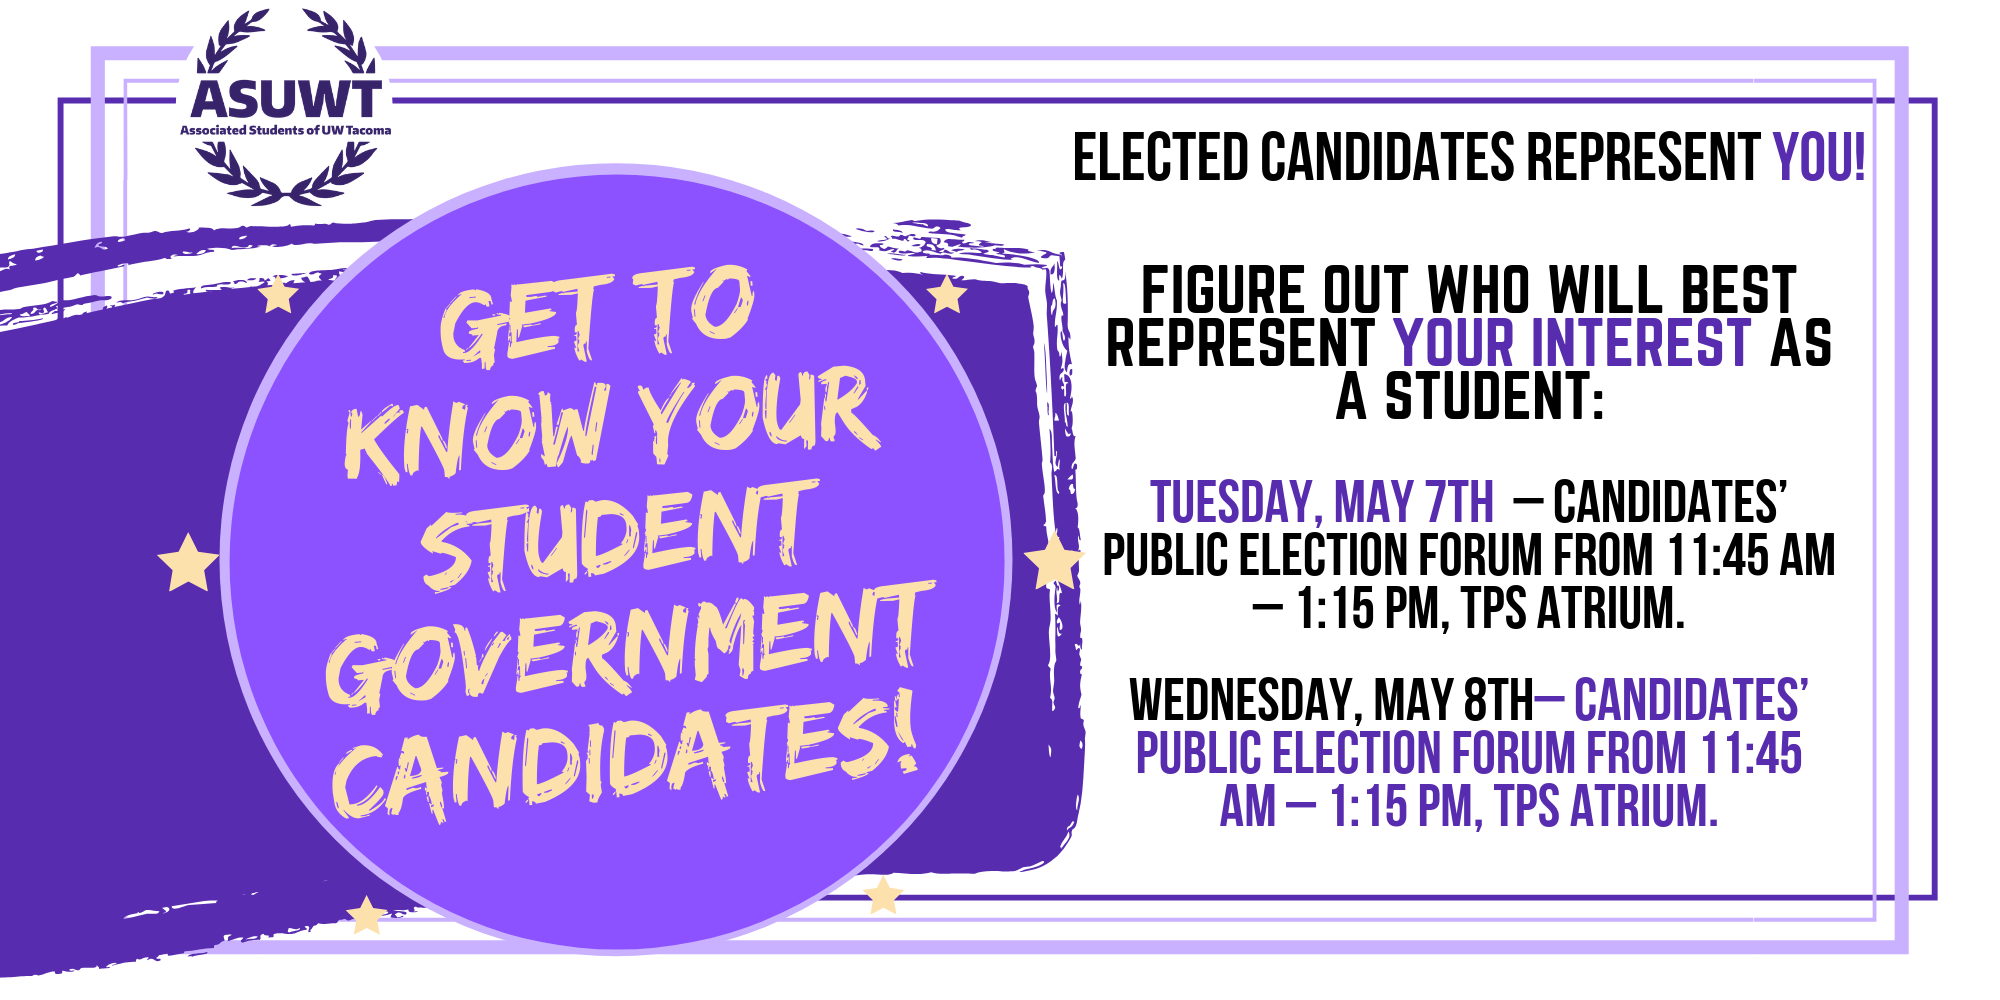 ASUWT
Associated Students of UW Tacoma
GET TO
KNOW YOUR
STUDENT
GOVERNMENT
CANDIDATES!
ELECTED CANDIDATES REPRESENT YOU!
FIGURE OUT WHO WILL BEST
REPRESENT YOUR INTEREST AS
A STUDENT:
TUESDAY, MAY 7TH – CANDIDATES’
PUBLIC ELECTION FORUM FROM 11:45 AM
– 1:15 PM, TPS ATRIUM.
WEDNESDAY, MAY 8TH– CANDIDATES’
PUBLIC ELECTION FORUM FROM 11:45
AM – 1:15 PM, TPS ATRIUM.